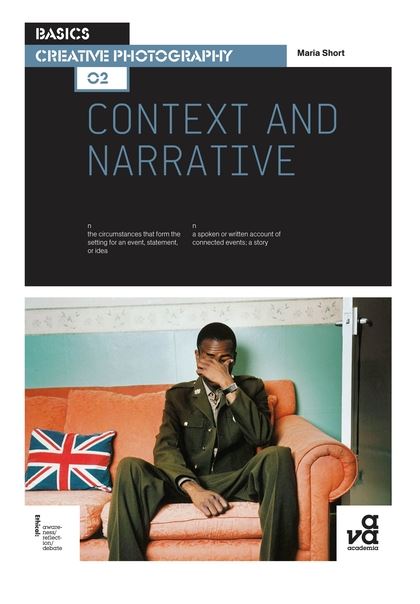 BASICS
CREATIVE PHOTOGRAPHY
Maria Short
02
CONTEXT AND
NARRATIVE
n
the circumstances that form the
setting for an event, statement,
or idea
n
a spoken or written account of
connected events; a story
Ethical:
aware-
ness/
reflect-
ion/
debate
ava
academia